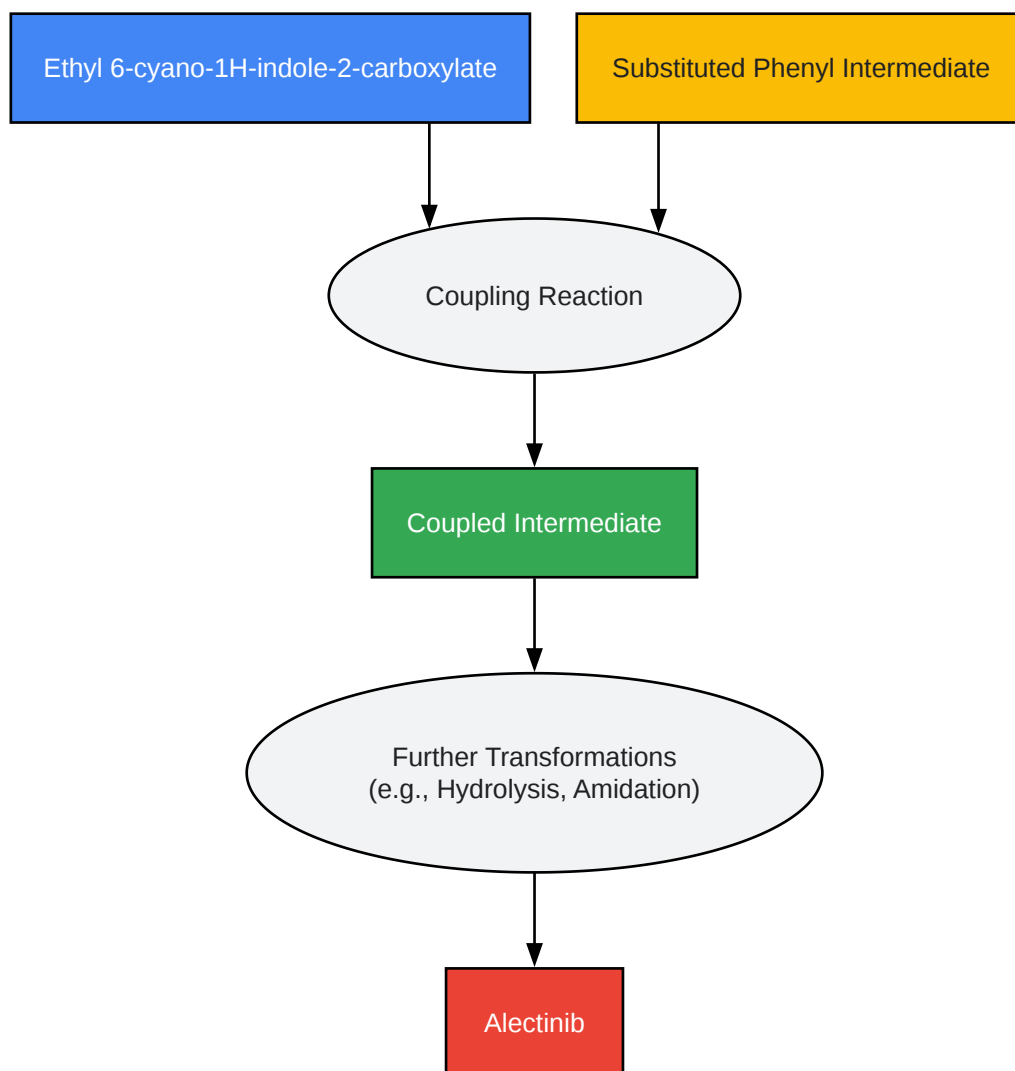 Ethyl 6-cyano-1H-indole-2-carboxylate
Substituted Phenyl Intermediate
Coupling Reaction
Coupled Intermediate
Further Transformations
(e.g., Hydrolysis, Amidation)
Alectinib